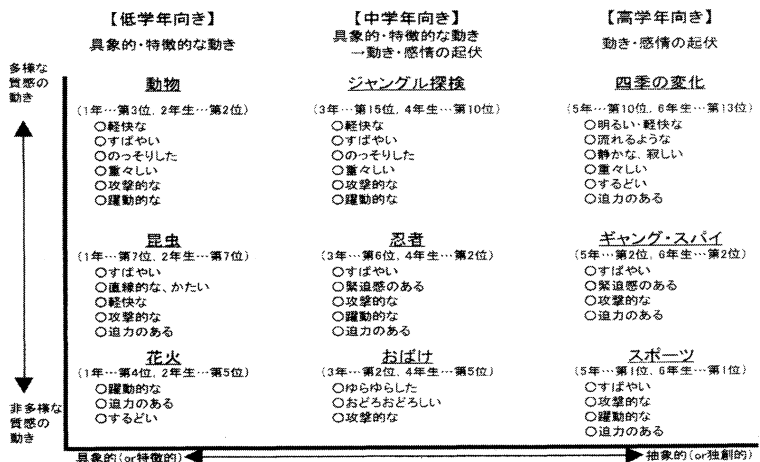 【低学年向き】
具象的・特徴的な動き
【中学年向き】
具象的・特徴的な動き
→動き・感情の起伏
【高学年向き】
動き・感情の起伏
多様な
質感の
動き
動物
(1年…第3位, 2年生…第2位)
○軽快な
○すばやい
○のっそりした
○重々しい
○攻撃的な
○躍動的な
ジャングル探検
(3年…第15位, 4年生…第10位)
○軽快な
○すばやい
○のっそりした
○重々しい
○攻撃的な
○躍動的な
四季の変化
(5年…第10位, 6年生…第13位)
○明るい・軽快な
○流れるような
○静かな、寂しい
○重々しい
○するどい
○迫力のある
昆虫
(1年…第7位, 2年生…第7位)
○すばやい
○直線的な、かたい
○軽快な
○攻撃的な
○迫力のある
忍者
(3年…第6位, 4年生…第2位)
○すばやい
○緊迫感のある
○攻撃的な
○躍動的な
○迫力のある
ギャング・スパイ
(5年…第2位, 6年生…第2位)
○すばやい
○緊迫感のある
○攻撃的な
○迫力のある
花火
(1年…第4位, 2年生…第5位)
○躍動的な
○迫力のある
○するどい
おばけ
(3年…第2位, 4年生…第5位)
○ゆらゆらした
○おどろおどろしい
○攻撃的な
スポーツ
(5年…第1位, 6年生…第1位)
○すばやい
○攻撃的な
○躍動的な
○迫力のある
非多様な
質感の
動き
具象的(or特徴的)
抽象的(or独創的)